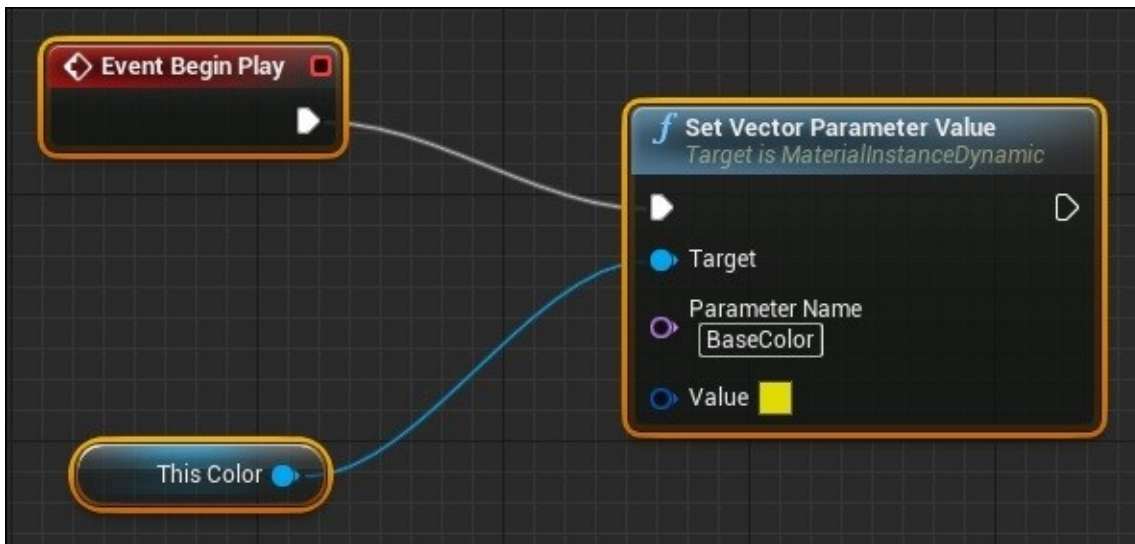 Event Begin Play
Set Vector Parameter Value
Target is MaterialInstanceDynamic
Target
Parameter Name
BaseColor
Value
This Color